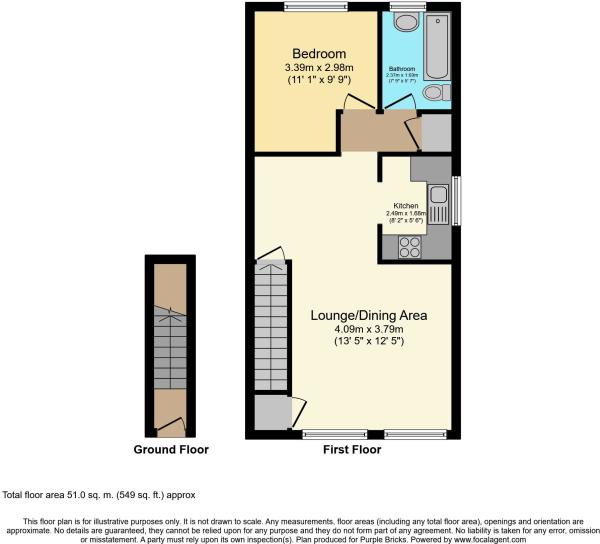 Bedroom
3.39m x 2.98m
(11' 1" x 9' 9")
Bathroom
2.37m x 1.69m
(7' 9" x 5' 7")
Kitchen
2.49m x 1.68m
(8' 2" x 5' 6")
Lounge/Dining Area
4.09m x 3.79m
(13' 5" x 12' 5")
Ground Floor
First Floor
Total floor area 51.0 sq. m. (549 sq. ft.) approx
This floor plan is for illustrative purposes only. It is not drawn to scale. Any measurements, floor areas (including any total floor area), openings and orientation are
approximate. No details are guaranteed, they cannot be relied upon for any purpose and they do not form part of any agreement. No liability is taken for any error, omission
or misstatement. A party must rely upon its own inspection(s). Plan produced for Purple Bricks. Powered by www.focalagent.com